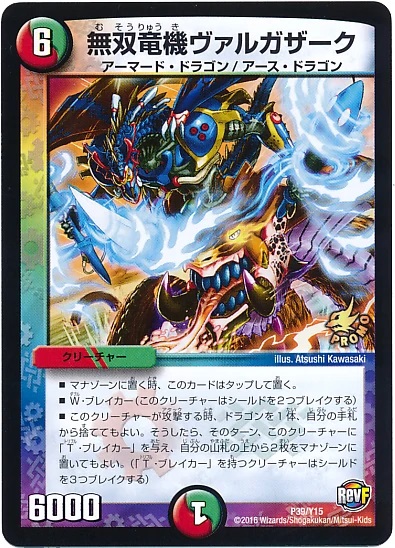 6
むそうりゅうき
無双竜機ヴァルガザーク
アーマード・ドラゴン / アース・ドラゴン
PROMO
クリーチャー
illus. Atsushi Kawasaki
■ マナゾーンに置く時、このカードはタップして置く。
■ W・ブレイカー (このクリーチャーはシールドを2つブレイクする)
■ このクリーチャーが攻撃する時、ドラゴンを1体、自分の手札
から捨ててもよい。そうしたら、そのターン、このクリーチャー
に「T・ブレイカー」を与え、自分の山札の上から2枚をマナゾーンに
置いてもよい。(「T・ブレイカー」を持つクリーチャーはシールド
を3つブレイクする)
6000
1
P39/Y15
RevF
©2016 Wizards/Shogakukan/Mitsui-Kids